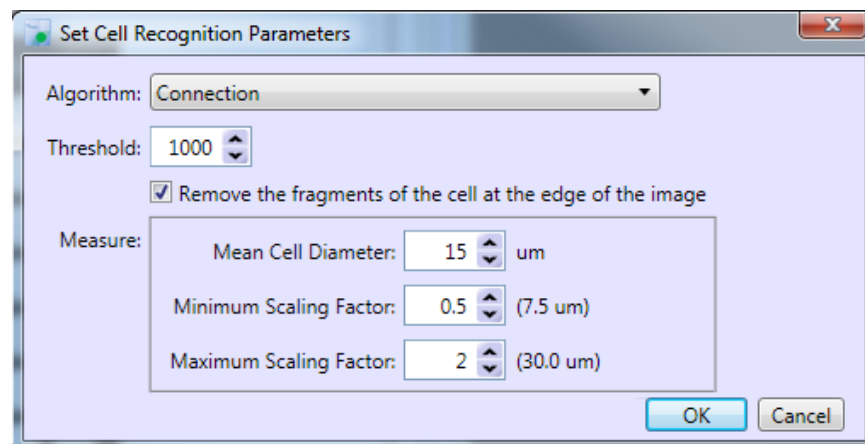 Set Cell Recognition Parameters
Algorithm: Connection
Threshold: 1000
Remove the fragments of the cell at the edge of the image
Measure:
Mean Cell Diameter: 15 um
Minimum Scaling Factor: 0.5 (7.5 um)
Maximum Scaling Factor: 2 (30.0 um)
OK Cancel